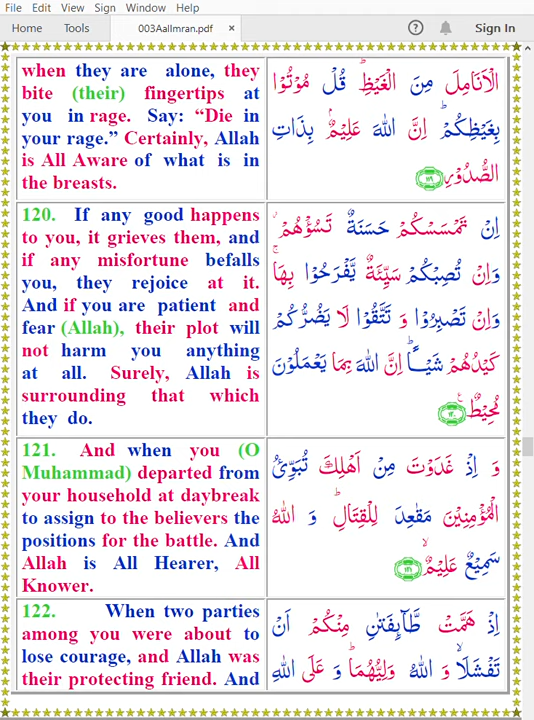 File Edit View Sign Window Help
Home Tools 003Aallmran.pdf × Sign In
when they are alone, they
bite (their) fingertips at
you in rage. Say: “Die in
your rage.” Certainly, Allah
is All Aware of what is in
the breasts.
الْاَنَامِلَ مِنَ الْغَيْظِؕ قُلْ مُوْتُوْا
بِغَيْظِكُمْؕ اِنَّ اللّٰهَ عَلِيْمٌۢ بِذَاتِ
الصُّدُوْرِ ۱۱۹
120. If any good happens
to you, it grieves them, and
if any misfortune befalls
you, they rejoice at it.
And if you are patient and
fear (Allah), their plot will
not harm you anything
at all. Surely, Allah is
surrounding that which
they do.
اِنْ تَمْسَسْكُمْ حَسَنَةٌ تَسُؤْهُمْؗ
وَاِنْ تُصِبْكُمْ سَيِّئَةٌ يَّفْرَحُوْا بِهَاۚ
وَاِنْ تَصْبِرُوْا وَ تَتَّقُوْا لَا يَضُرُّكُمْ
كَيْدُهُمْ شَيْـًٔاؕ اِنَّ اللّٰهَ بِمَا يَعْمَلُوْنَ
مُحِيْطٌ ۱۲۰
121. And when you (O
Muhammad) departed from
your household at daybreak
to assign to the believers the
positions for the battle. And
Allah is All Hearer, All
Knower.
وَ اِذْ غَدَوْتَ مِنْ اَهْلِكَ تُبَوِّئُ
الْمُؤْمِنِيْنَ مَقَاعِدَ لِلْقِتَالِؕ وَ اللّٰهُ
سَمِيْعٌ عَلِيْمٌۙ ۱۲۱
122. When two parties
among you were about to
lose courage, and Allah was
their protecting friend. And
اِذْ هَمَّتْ طَّآىِٕفَتٰنِ مِنْكُمْ اَنْ
تَفْشَلَاۙ وَ اللّٰهُ وَلِيُّهُمَاؕ وَ عَلَى اللّٰهِ